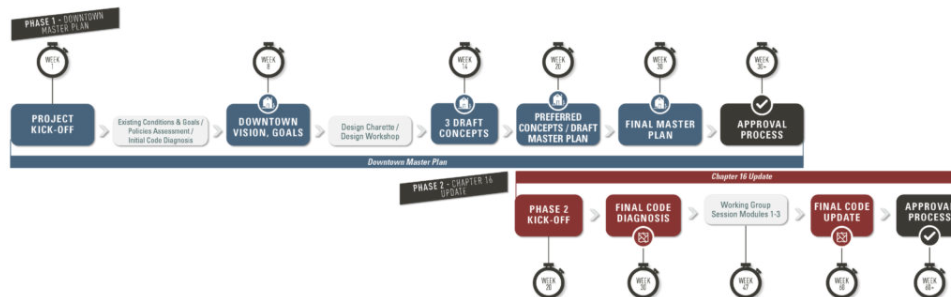 PHASE 1 - DOWNTOWN
MASTER PLAN
WEEK
1
WEEK
8
WEEK
WEEK
20
WEEK
WEEK
30+
PROJECT
KICK-OFF
Existing Conditions & Goals /
Policies Assessment /
Initial Code Diagnosis
DOWNTOWN
VISION, GOALS
Design Charette /
Design Workshop
3 DRAFT
CONCEPTS
PREFERRED
CONCEPTS / DRAFT
MASTER PLAN
FINAL MASTER
PLAN
APPROVAL
PROCESS
Downtown Master Plan
PHASE 2 - CHAPTER 16
UPDATE
Chapter 16 Update
PHASE 2
KICK-OFF
FINAL CODE
DIAGNOSIS
Working Group
Session Modules 1-3
FINAL CODE
UPDATE
APPROVAL
PROCESS
WEEK
WEEK
WEEK
WEEK
WEEK